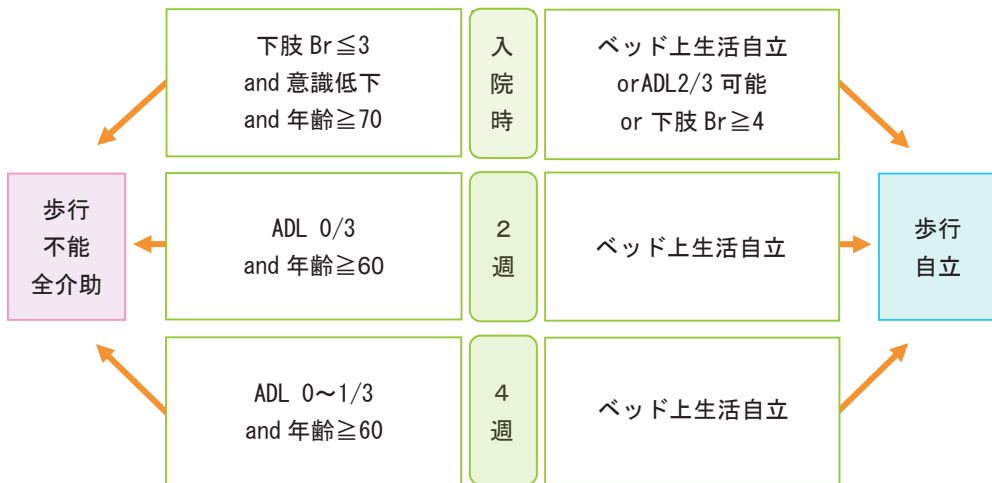 下肢 Br≦3
and 意識低下
and 年齢≧70
入
院
時
ベッド上生活自立
orADL2/3 可能
or 下肢 Br≧4
歩行
不能
全介助
ADL 0/3
and 年齢≧60
2
週
ベッド上生活自立
歩行
自立
ADL 0～1/3
and 年齢≧60
4
週
ベッド上生活自立